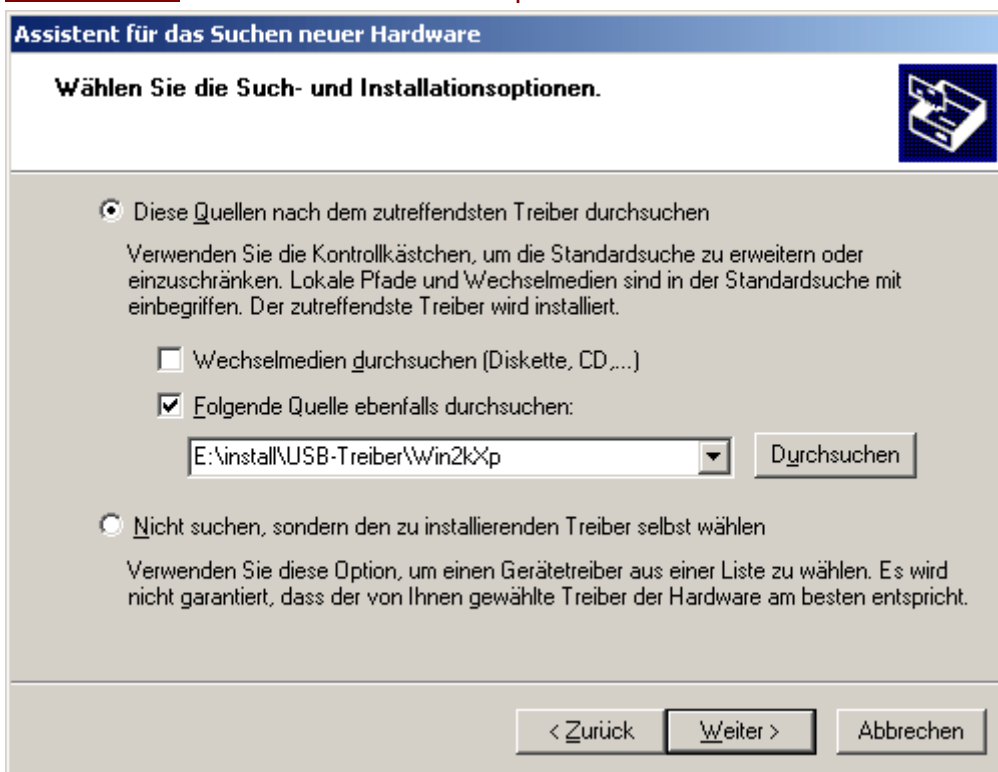 Assistent für das Suchen neuer Hardware
Wählen Sie die Such- und Installationsoptionen.
Diese Quellen nach dem zutreffendsten Treiber durchsuchen
Verwenden Sie die Kontrollkästchen, um die Standardsuche zu erweitern oder
einzuschränken. Lokale Pfade und Wechselmedien sind in der Standardsuche mit
einbegriffen. Der zutreffendste Treiber wird installiert.
Wechselmedien durchsuchen (Diskette, CD,...)
Folgende Quelle ebenfalls durchsuchen:
E:\install\USB-Treiber\Win2kXp
Durchsuchen
Nicht suchen, sondern den zu installierenden Treiber selbst wählen
Verwenden Sie diese Option, um einen Gerätetreiber aus einer Liste zu wählen. Es wird
nicht garantiert, dass der von Ihnen gewählte Treiber der Hardware am besten entspricht.
< Zurück
Weiter >
Abbrechen